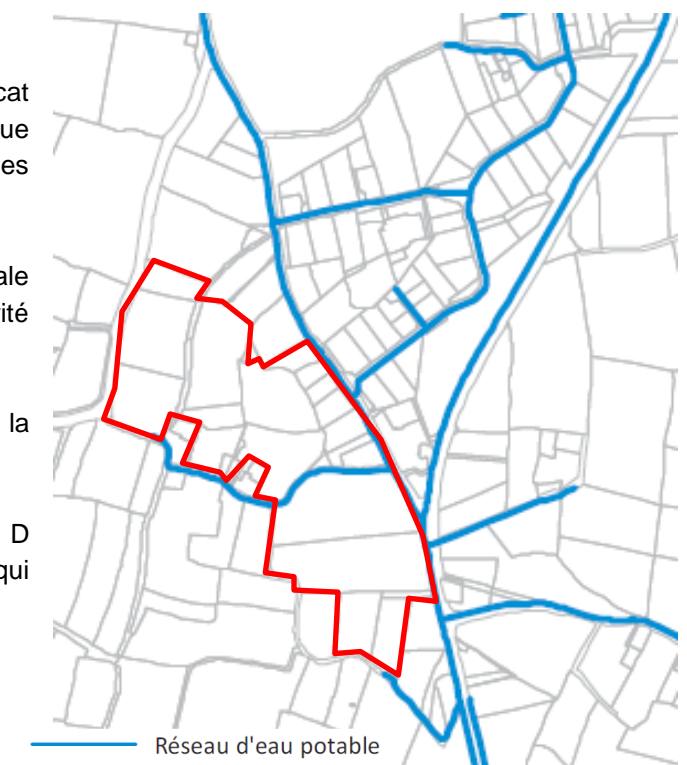 cat
ue
es
ale
ité
la
D
qui
Réseau d'eau potable